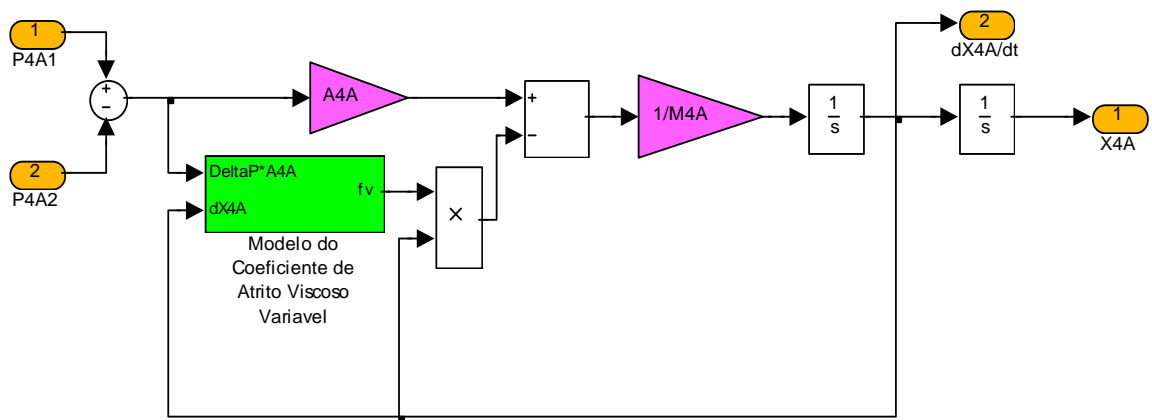 1
P4A1
2
P4A2
+
−
A4A
DeltaP*A4A
dX4A
fv
Modelo do
Coeficiente de
Atrito Viscoso
Variavel
×
+
−
1/M4A
1
s
2
dX4A/dt
1
s
1
X4A